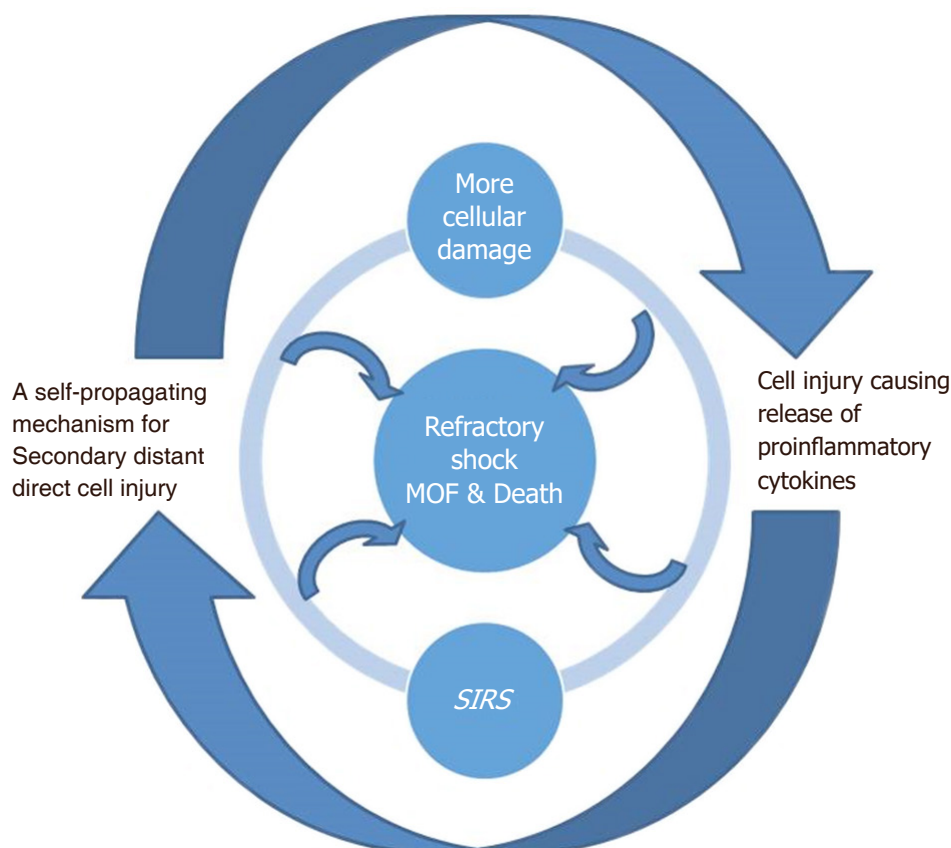 More
cellular
damage
A self-propagating
mechanism for
Secondary distant
direct cell injury
Refractory
shock
MOF & Death
Cell injury causing
release of
proinflammatory
cytokines
SIRS